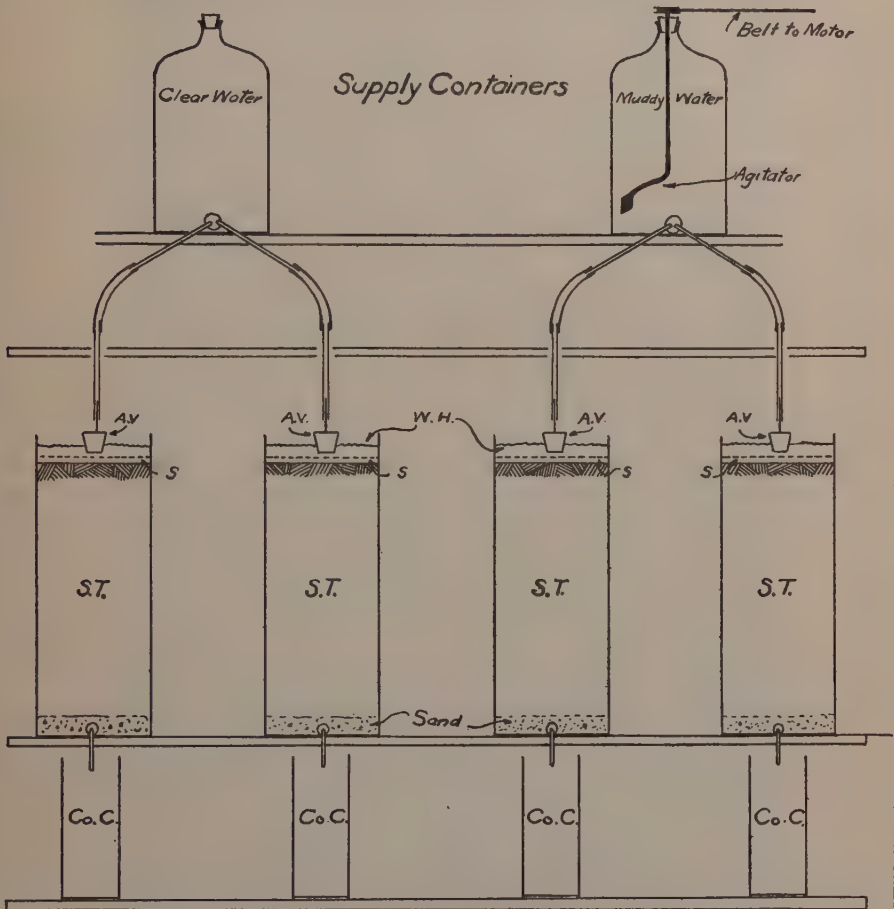 Belt to Motor
Clear Water
Supply Containers
Muddy Water
Agitator
A.V.
A.V.
W.H.
A.V.
A.V
S
S
S
S
S.T.
S.T.
S.T.
S.T.
Sand
Co.C.
Co.C.
Co.C.
Co.C.